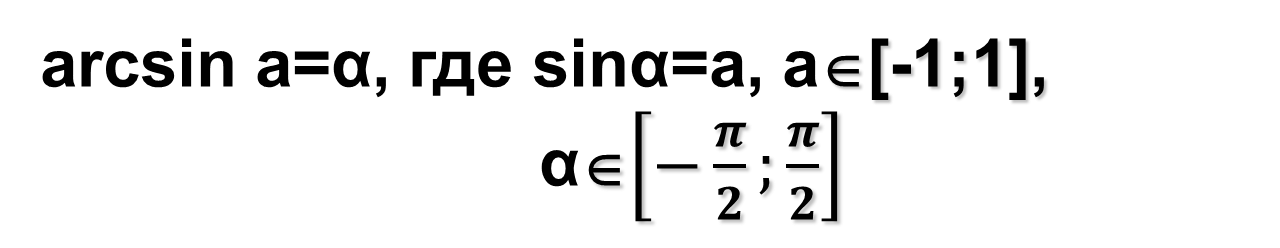 arcsin a=α, где sinα=a, a∈[-1;1],
α∈[−π/2;π/2]